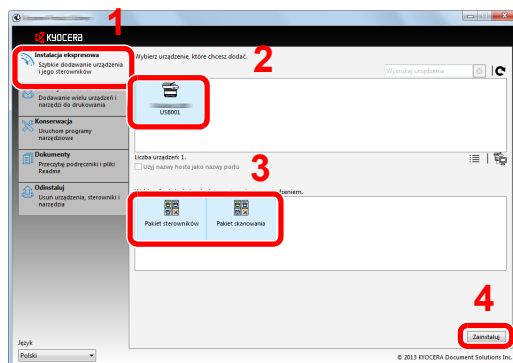 1
KYOCERA
Instalacja ekspresowa
Szybkie dodawanie urządzenia
i jego sterowników
Dodawanie wielu urządzeń i
narzędzi do drukowania
Konserwacja
Uruchom programy
narzędziowe
Dokumenty
Przeczytaj podręczniki i pliki
Readme
Odinstaluj
Usuń urządzenia, sterowniki i
narzędzia
Język
Polski
Wybierz urządzenie, które chcesz dodać.
2
Wyszukaj urządzenia
USB001
Liczba urządzeń: 1.
Użyj nazwy hosta jako nazwy portu
3
Pakiet sterowników
Pakiet skanowania
4
Zainstaluj
© 2013 KYOCERA Document Solutions Inc.